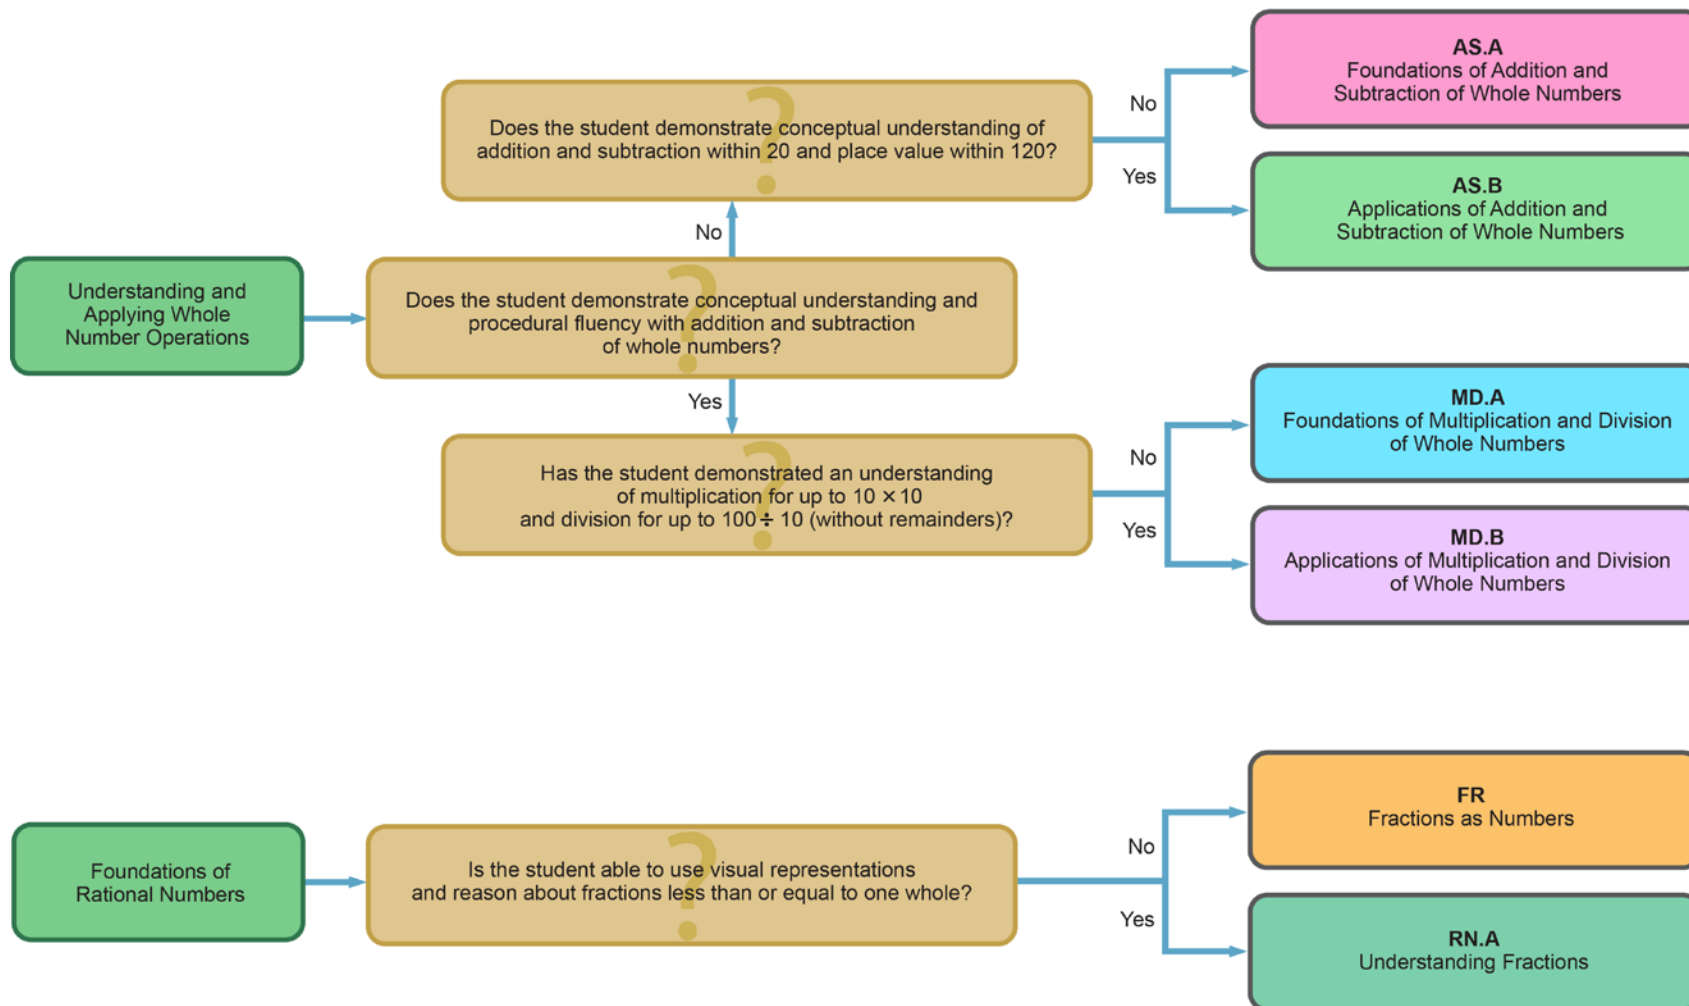 Understanding and
Applying Whole
Number Operations
Does the student demonstrate conceptual understanding and
procedural fluency with addition and subtraction
of whole numbers?
No
Does the student demonstrate conceptual understanding of
addition and subtraction within 20 and place value within 120?
No
AS.A
Foundations of Addition and
Subtraction of Whole Numbers
Yes
AS.B
Applications of Addition and
Subtraction of Whole Numbers
Yes
Has the student demonstrated an understanding
of multiplication for up to 10 × 10
and division for up to 100 ÷ 10 (without remainders)?
No
MD.A
Foundations of Multiplication and Division
of Whole Numbers
Yes
MD.B
Applications of Multiplication and Division
of Whole Numbers
Foundations of
Rational Numbers
Is the student able to use visual representations
and reason about fractions less than or equal to one whole?
No
FR
Fractions as Numbers
Yes
RN.A
Understanding Fractions